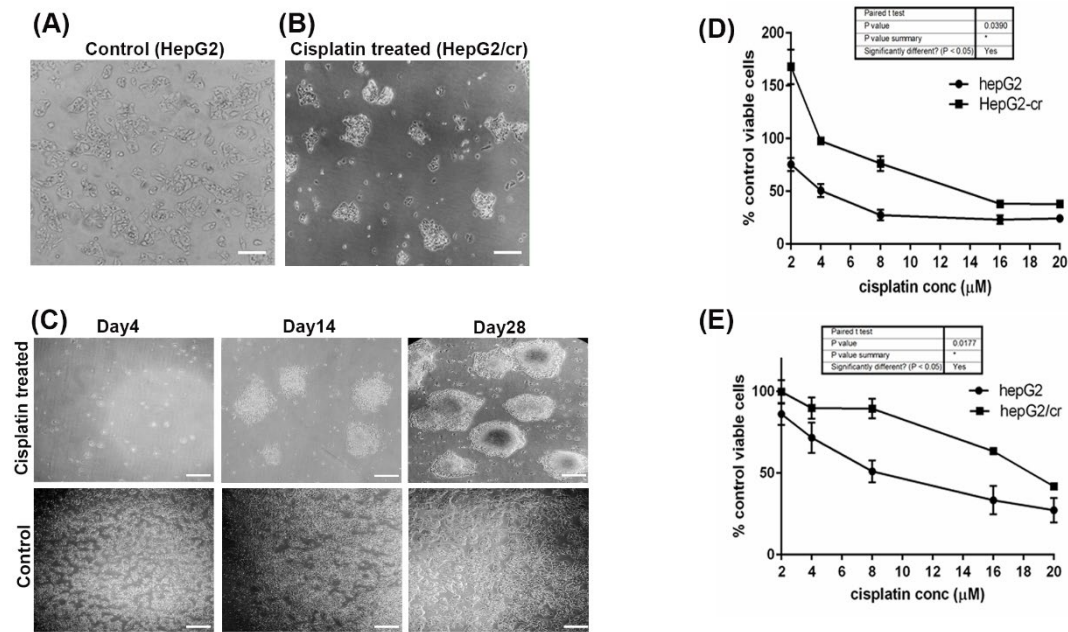 (A)
Control (HepG2)
(B)
Cisplatin treated (HepG2/cr)
(C)
Day4
Day14
Day28
Cisplatin treated
Control
(D)
Paired t test
P value 0.0390
P value summary *
Significantly different? (P < 0.05) Yes
hepG2
HepG2-cr
% control viable cells
200
150
100
50
0
2 4 6 8 10 12 14 16 18 20
cisplatin conc (μM)
(E)
Paired t test
P value 0.0177
P value summary *
Significantly different? (P < 0.05) Yes
hepG2
hepG2/cr
% control viable cells
100
50
0
2 4 6 8 10 12 14 16 18 20
cisplatin conc (μM)